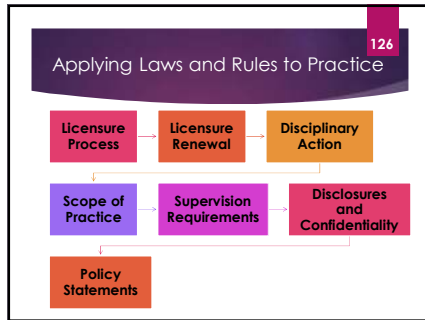 126
Applying Laws and Rules to Practice
Licensure
Process
Licensure
Renewal
Disciplinary
Action
Scope of
Practice
Supervision
Requirements
Disclosures
and
Confidentiality
Policy
Statements